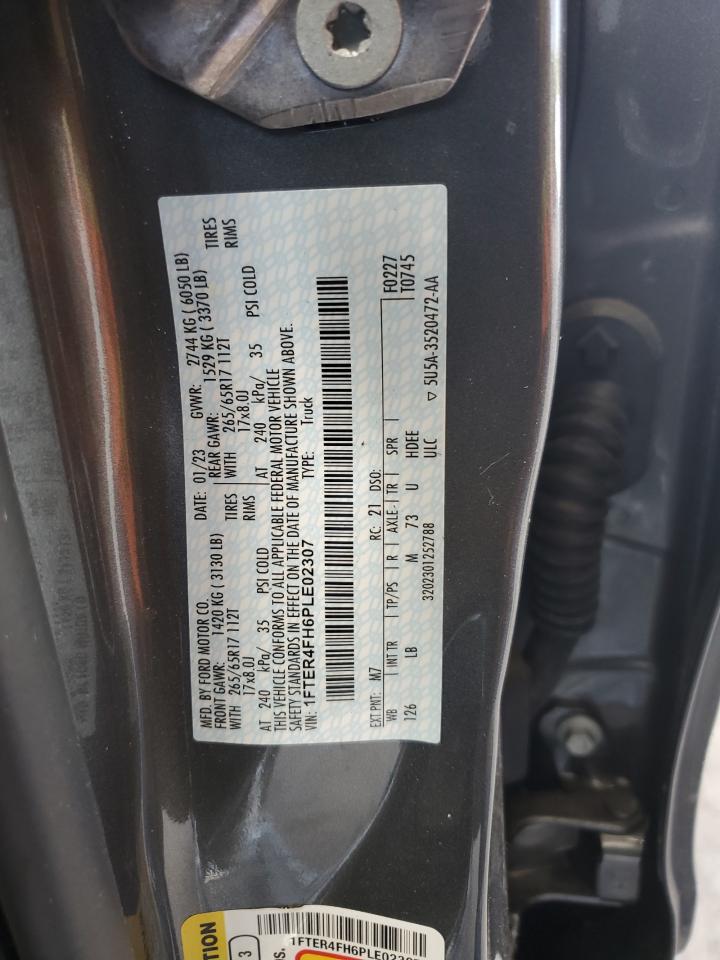 MFD. BY FORD MOTOR CO. DATE: 01/23 GVWR: 2744 KG ( 6050 LB)
FRONT GAWR: 1420 KG ( 3130 LB) REAR GAWR: 1529 KG ( 3370 LB)
WITH 265/65R17 112T TIRES WITH 265/65R17 112T TIRES
17x8.0J RIMS 17x8.0J RIMS
AT 240 kPa/ 35 PSI COLD AT 240 kPa/ 35 PSI COLD
THIS VEHICLE CONFORMS TO ALL APPLICABLE FEDERAL MOTOR VEHICLE
SAFETY STANDARDS IN EFFECT ON THE DATE OF MANUFACTURE SHOWN ABOVE.
VIN: 1FTER4FH6PLE02307 TYPE: Truck
F0227
EXT.PNT: M7 RC: 21 DSO: T0745
WB INT TR TP/PS R AXLE TR SPR
126 LB M 73 U HDEE
3202301252788 ULC
▽ 5U5A-3520472-AA
TION
3
1FTER4FH6PLE0230